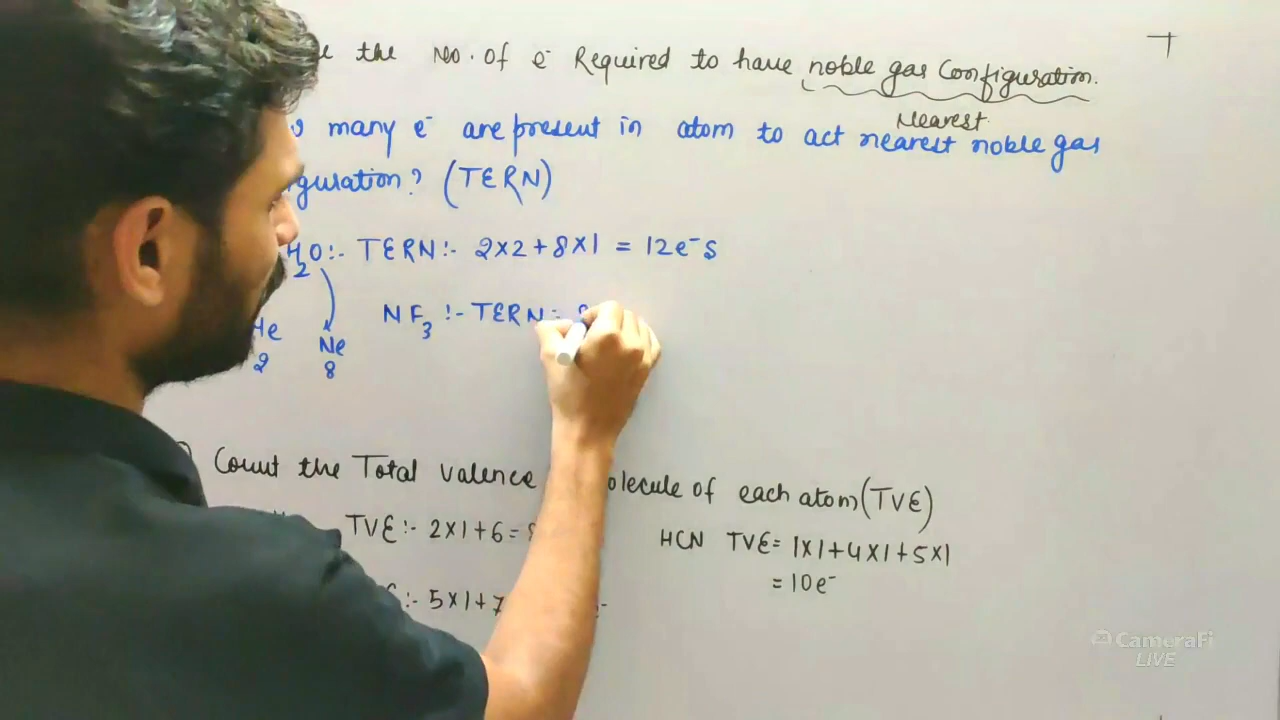 the No. Of e⁻ Required to have noble gas Configuration.
Nearest
many e⁻ are present in atom to act nearest noble gas
guration? (TERN)
H₂O:- TERN:- 2×2+8×1 = 12e⁻s
NF₃ :- TERN:- 8
He
2
Ne
8
Count the Total valence olecule of each atom (TVE)
TVE:- 2×1+6=8
HCN TVE= 1×1+4×1+5×1
= 10e⁻
:- 5×1+7
CameraFi
LIVE